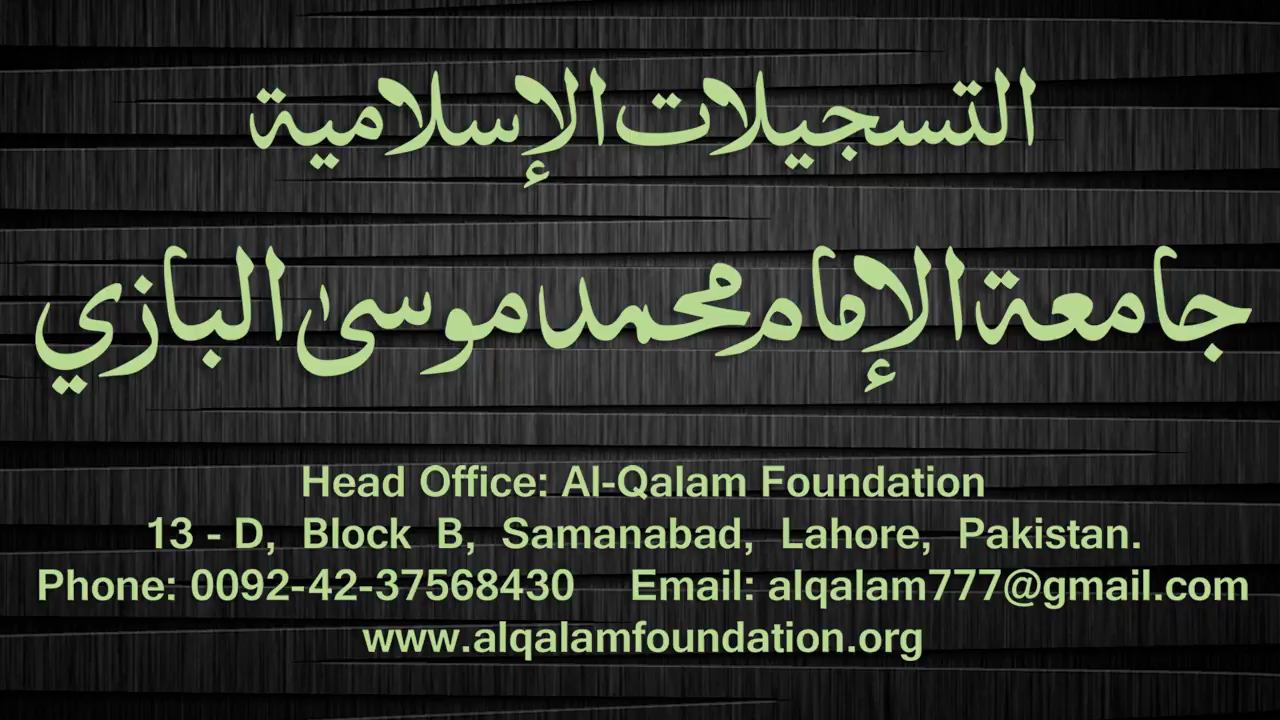 التسجيلات الإسلامية
جامعة الإمام محمد موسىٰ البازي
Head Office: Al-Qalam Foundation
13 - D, Block B, Samanabad, Lahore, Pakistan.
Phone: 0092-42-37568430 Email: alqalam777@gmail.com
www.alqalamfoundation.org